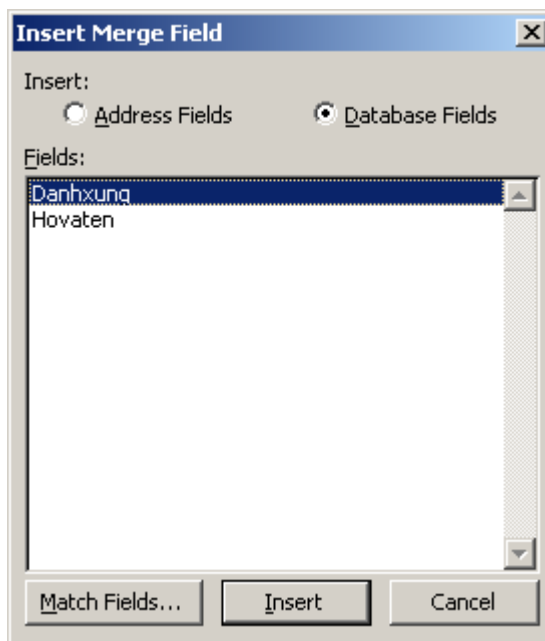 Insert Merge Field
Insert:
Address Fields Database Fields
Fields:
Danhxung
Hovaten
Match Fields... Insert Cancel